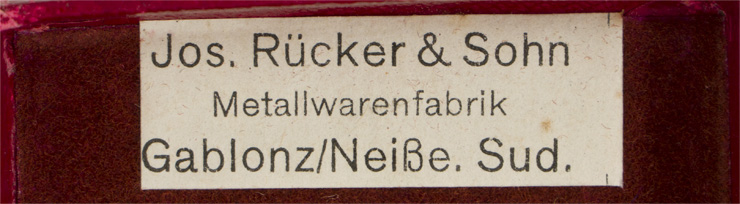 Jos. Rücker & Sohn
Metallwarenfabrik
Gablonz/Neiße. Sud.